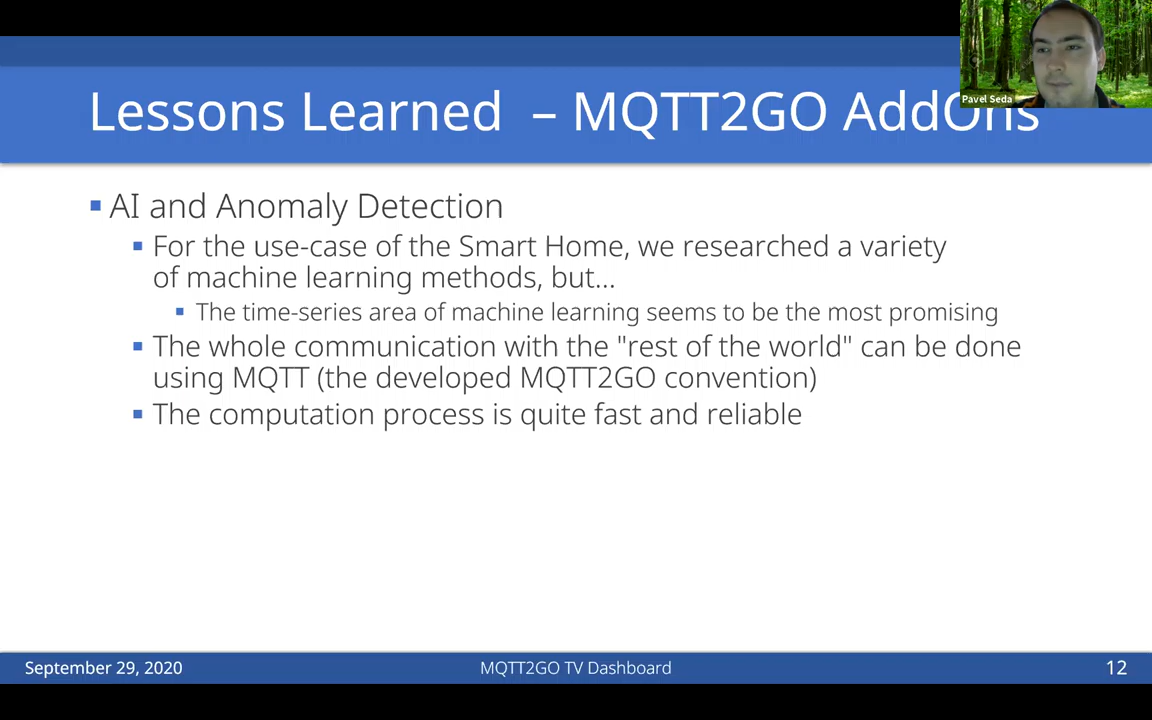 Pavel Seda
Lessons Learned – MQTT2GO AddOns
AI and Anomaly Detection
For the use-case of the Smart Home, we researched a variety
of machine learning methods, but...
The time-series area of machine learning seems to be the most promising
The whole communication with the "rest of the world" can be done
using MQTT (the developed MQTT2GO convention)
The computation process is quite fast and reliable
September 29, 2020
MQTT2GO TV Dashboard
12